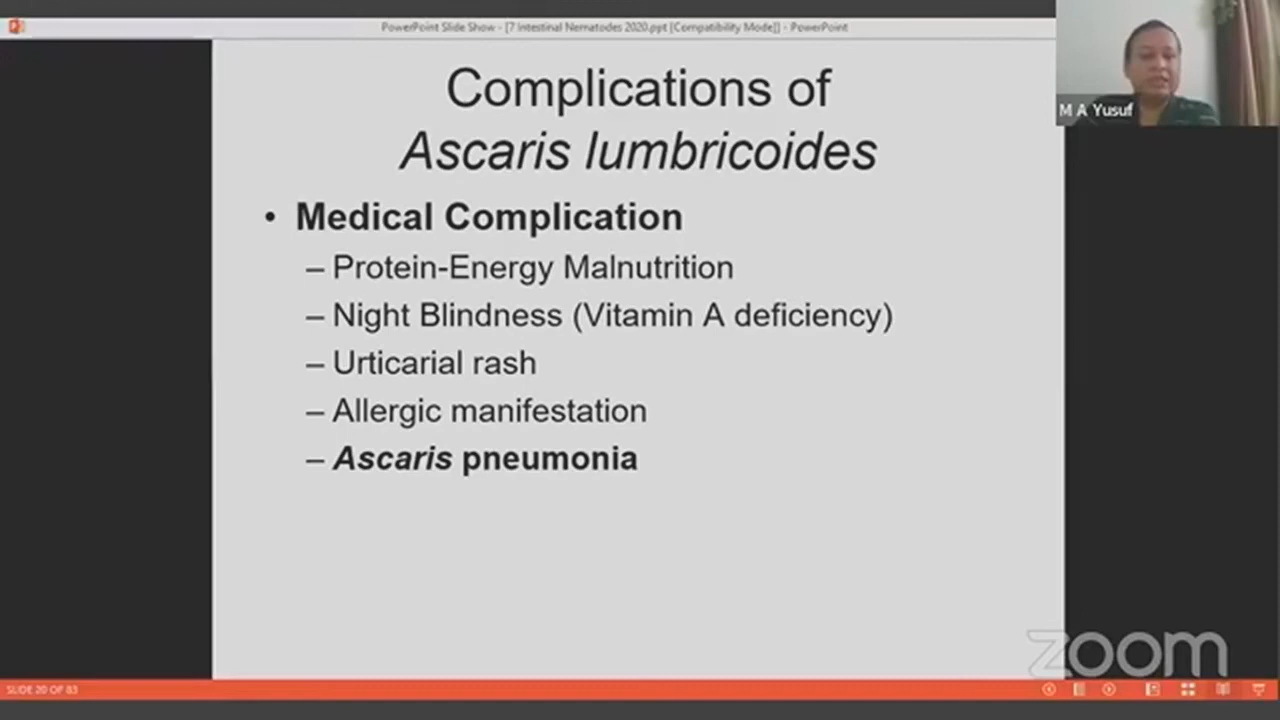 PowerPoint Slide Show - [7 Intestinal Nematodes 2020.ppt [Compatibility Mode]] - PowerPoint
M A Yusuf
Complications of
Ascaris lumbricoides
• Medical Complication
– Protein-Energy Malnutrition
– Night Blindness (Vitamin A deficiency)
– Urticarial rash
– Allergic manifestation
– Ascaris pneumonia
zoom
SLIDE 20 OF 83